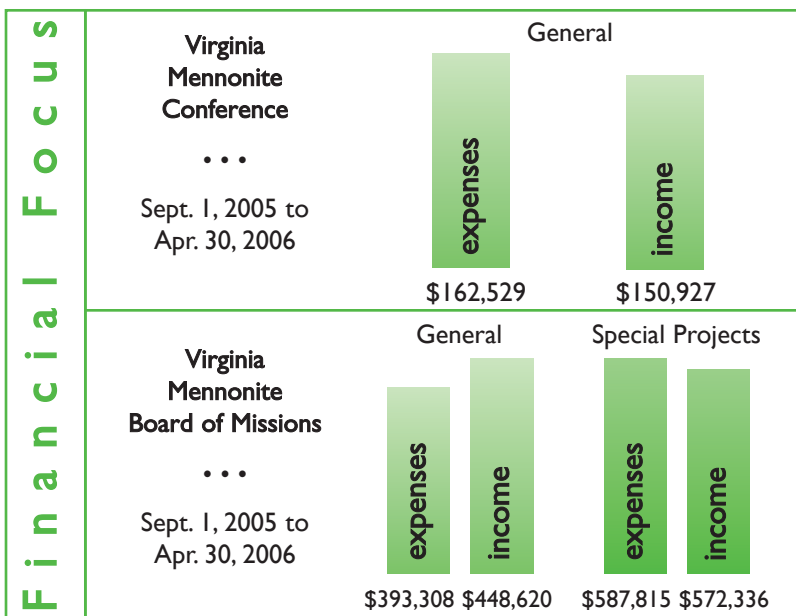 Financial Focus
Virginia
Mennonite
Conference
• • •
Sept. 1, 2005 to
Apr. 30, 2006
General
expenses
income
$162,529
$150,927
Virginia
Mennonite
Board of Missions
• • •
Sept. 1, 2005 to
Apr. 30, 2006
General
expenses
income
$393,308
$448,620
Special Projects
expenses
income
$587,815
$572,336